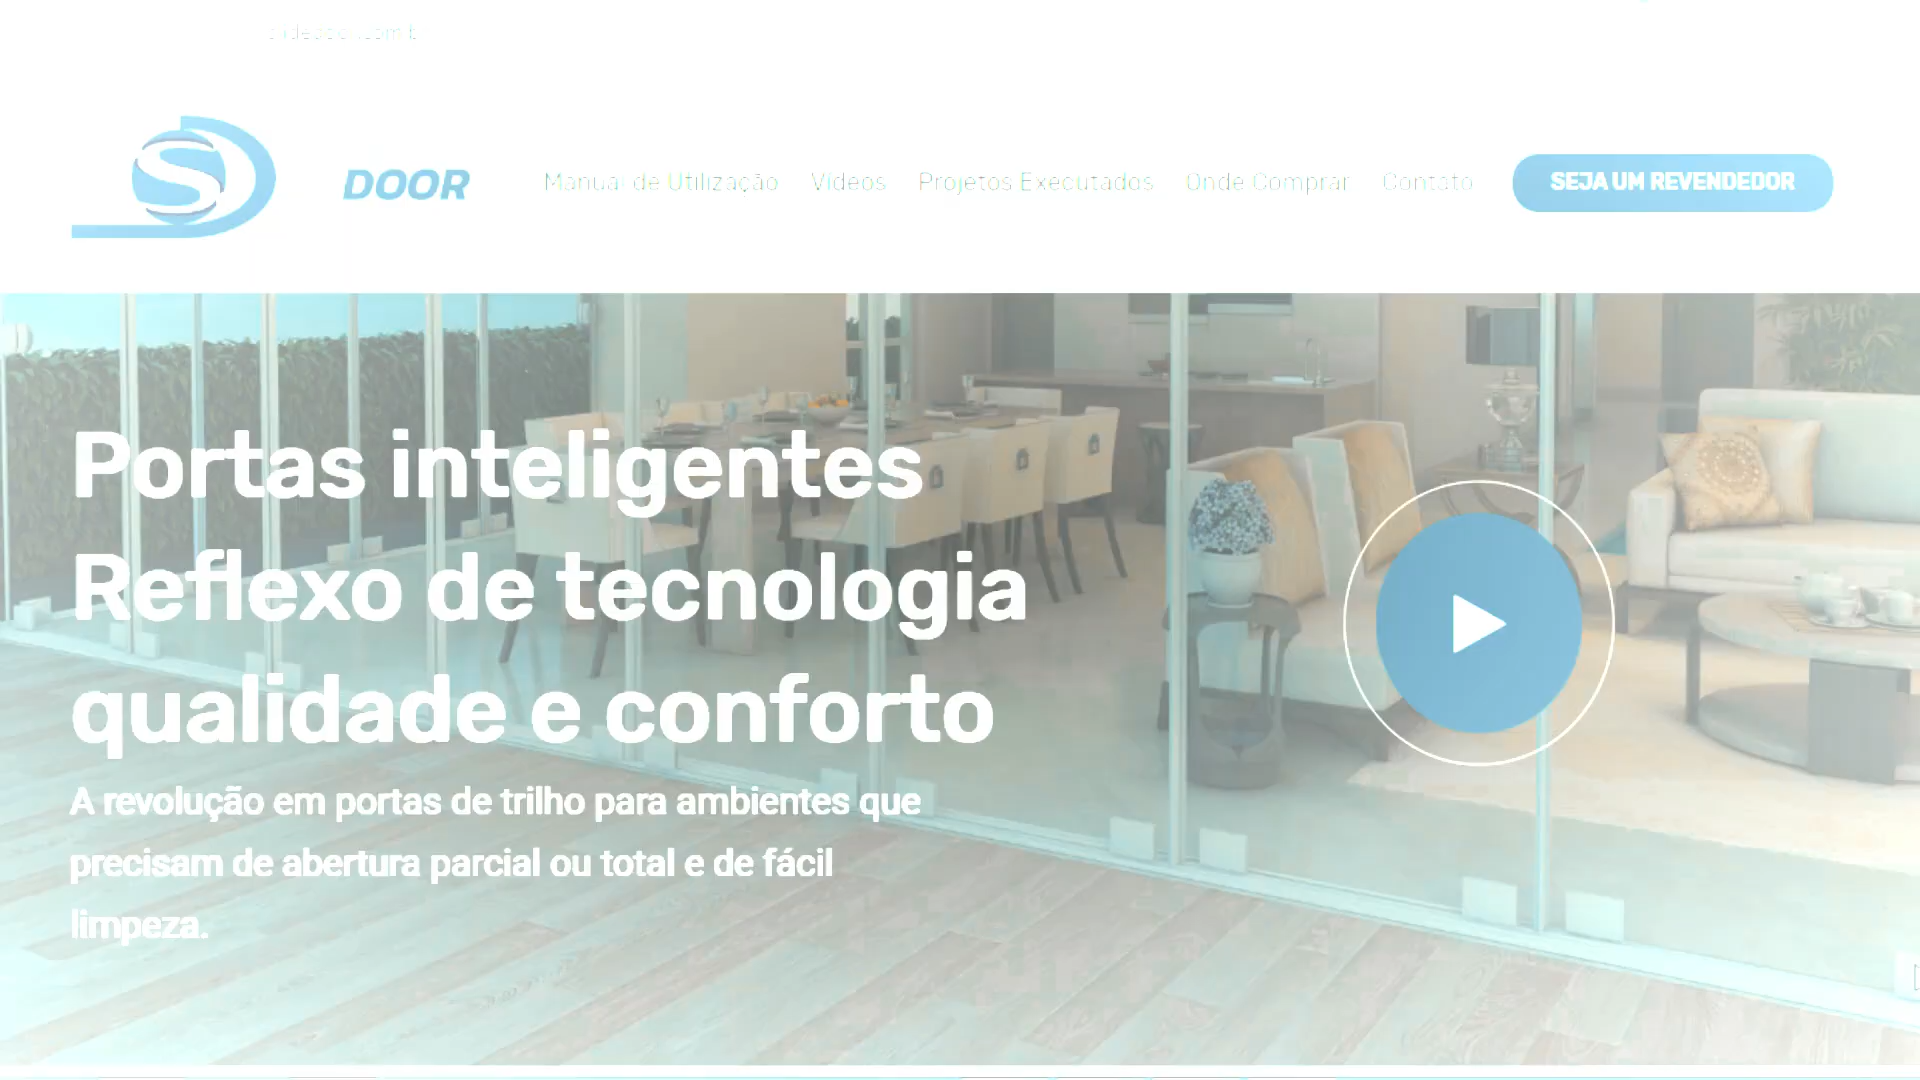 DOOR
Manual de Utilização Vídeos Projetos Executados Onde Comprar Contato SEJA UM REVENDEDOR
Portas inteligentes
Reflexo de tecnologia
qualidade e conforto
A revolução em portas de trilho para ambientes que
precisam de abertura parcial ou total e de fácil
limpeza.